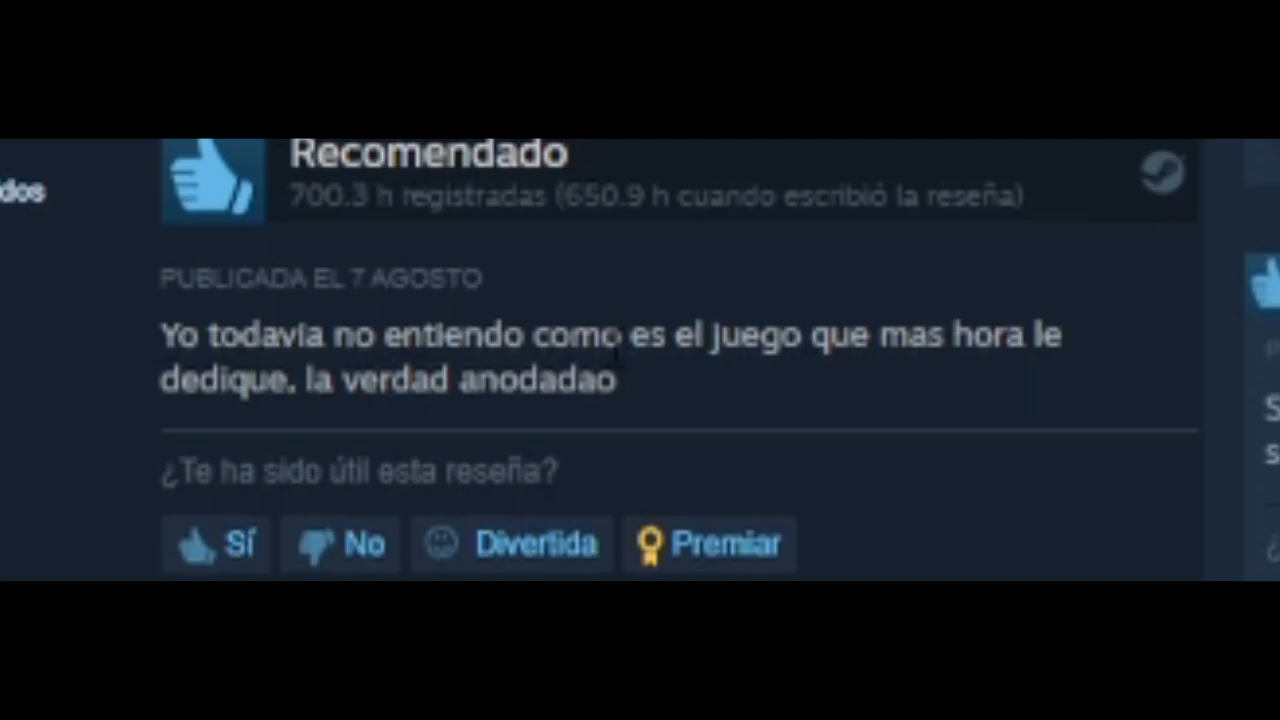 Recomendado
dos
700.3 h registradas (650.9 h cuando escribió la reseña)
PUBLICADA EL 7 AGOSTO
Yo todavia no entiendo como es el juego que mas hora le
dedique, la verdad anodadao
¿Te ha sido útil esta reseña?
Sí No Divertida Premiar